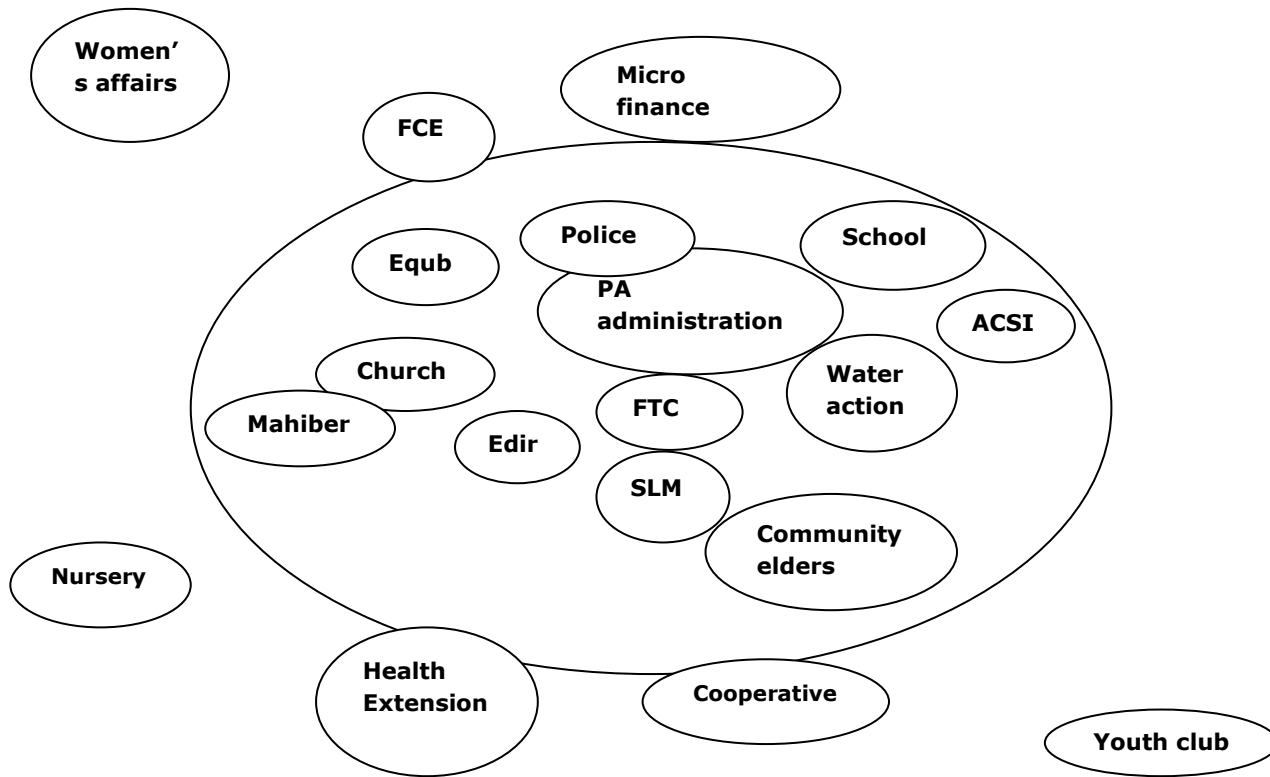 Women’
s affairs
Micro
finance
FCE
Police
School
Equb
PA
administration
ACSI
Church
Water
action
Mahiber
FTC
Edir
SLM
Community
elders
Nursery
Health
Extension
Cooperative
Youth club